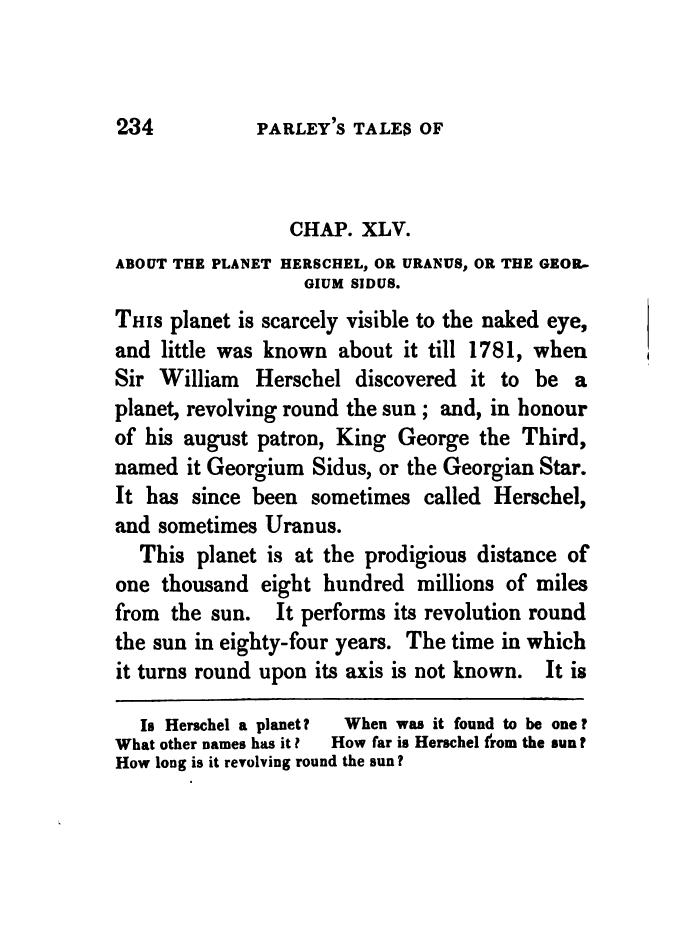 234 PARLEY'S TALES OF
CHAP. XLV.
ABOUT THE PLANET HERSCHEL, OR URANUS, OR THE GEOR-
GIUM SIDUS.
THIS planet is scarcely visible to the naked eye,
and little was known about it till 1781, when
Sir William Herschel discovered it to be a
planet, revolving round the sun ; and, in honour
of his august patron, King George the Third,
named it Georgium Sidus, or the Georgian Star.
It has since been sometimes called Herschel,
and sometimes Uranus.
This planet is at the prodigious distance of
one thousand eight hundred millions of miles
from the sun. It performs its revolution round
the sun in eighty-four years. The time in which
it turns round upon its axis is not known. It is
Is Herschel a planet? When was it found to be one?
What other names has it? How far is Herschel from the sun?
How long is it revolving round the sun?